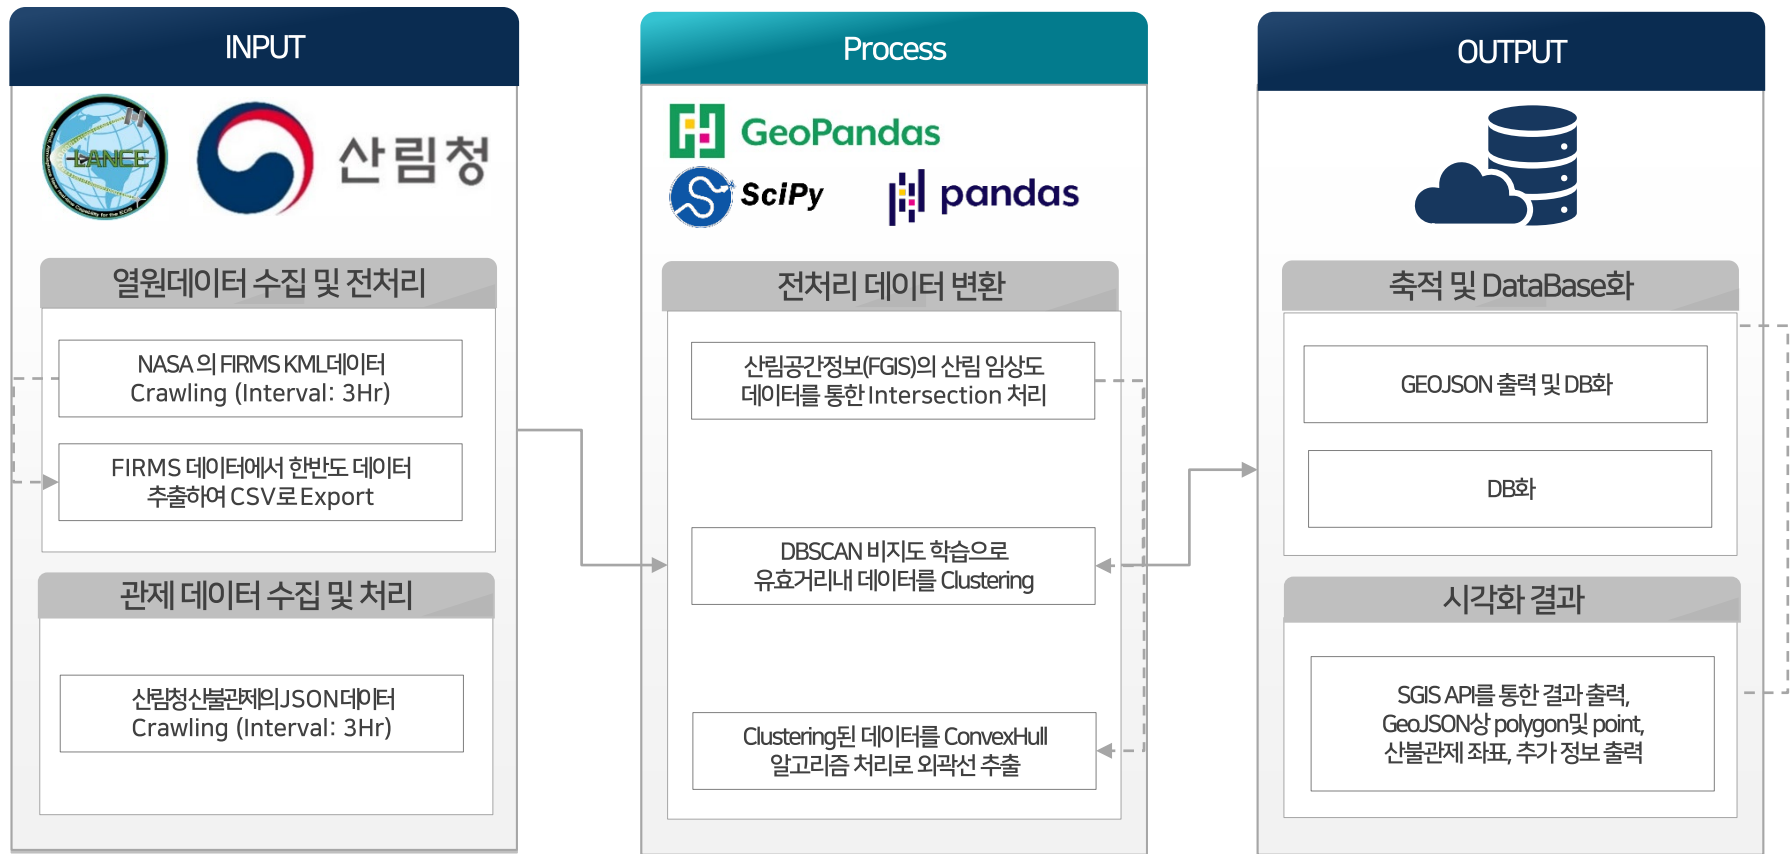 INPUT
LANCE
산림청
열원데이터 수집 및 전처리
NASA 의 FIRMS KML데이터
Crawling (Interval: 3Hr)
FIRMS 데이터에서 한반도 데이터
추출하여 CSV로 Export
관제 데이터 수집 및 처리
산림청 산불관제의 JSON 데이터
Crawling (Interval: 3Hr)
Process
GeoPandas
SciPy
pandas
전처리 데이터 변환
산림공간정보(FGIS)의 산림 임상도
데이터를 통한 Intersection 처리
DBSCAN 비지도 학습으로
유효거리내 데이터를 Clustering
Clustering된 데이터를 ConvexHull
알고리즘 처리로 외곽선 추출
OUTPUT
축적 및 DataBase화
GEOJSON 출력 및 DB화
DB화
시각화 결과
SGIS API를 통한 결과 출력,
GeoJSON상 polygon및 point,
산불관제 좌표, 추가 정보 출력